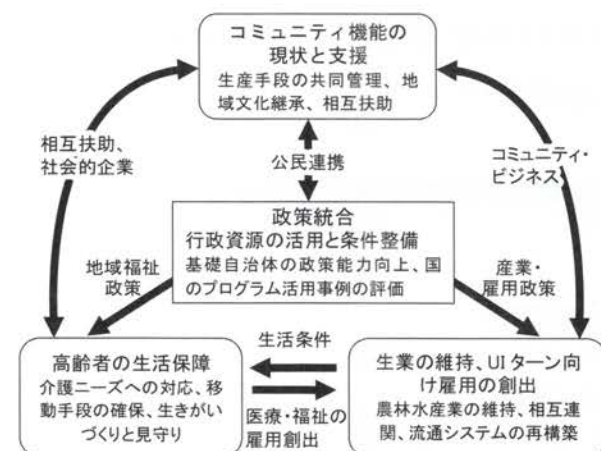 コミュニティ機能の
現状と支援
生産手段の共同管理、地
域文化継承、相互扶助
相互扶助、
社会的企業
公民連携
コミュニティ・
ビジネス
政策統合
行政資源の活用と条件整備
基礎自治体の政策能力向上、国
のプログラム活用事例の評価
地域福祉
政策
産業・
雇用政策
高齢者の生活保障
介護ニーズへの対応、移
動手段の確保、生きがい
づくりと見守り
生活条件
医療・福祉の
雇用創出
生業の維持、UIターン向
け雇用の創出
農林水産業の維持、相互連
関、流通システムの再構築